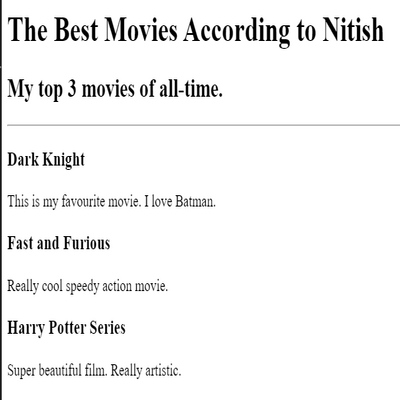 The Best Movies According to Nitish
My top 3 movies of all-time.
Dark Knight
This is my favourite movie. I love Batman.
Fast and Furious
Really cool speedy action movie.
Harry Potter Series
Super beautiful film. Really artistic.